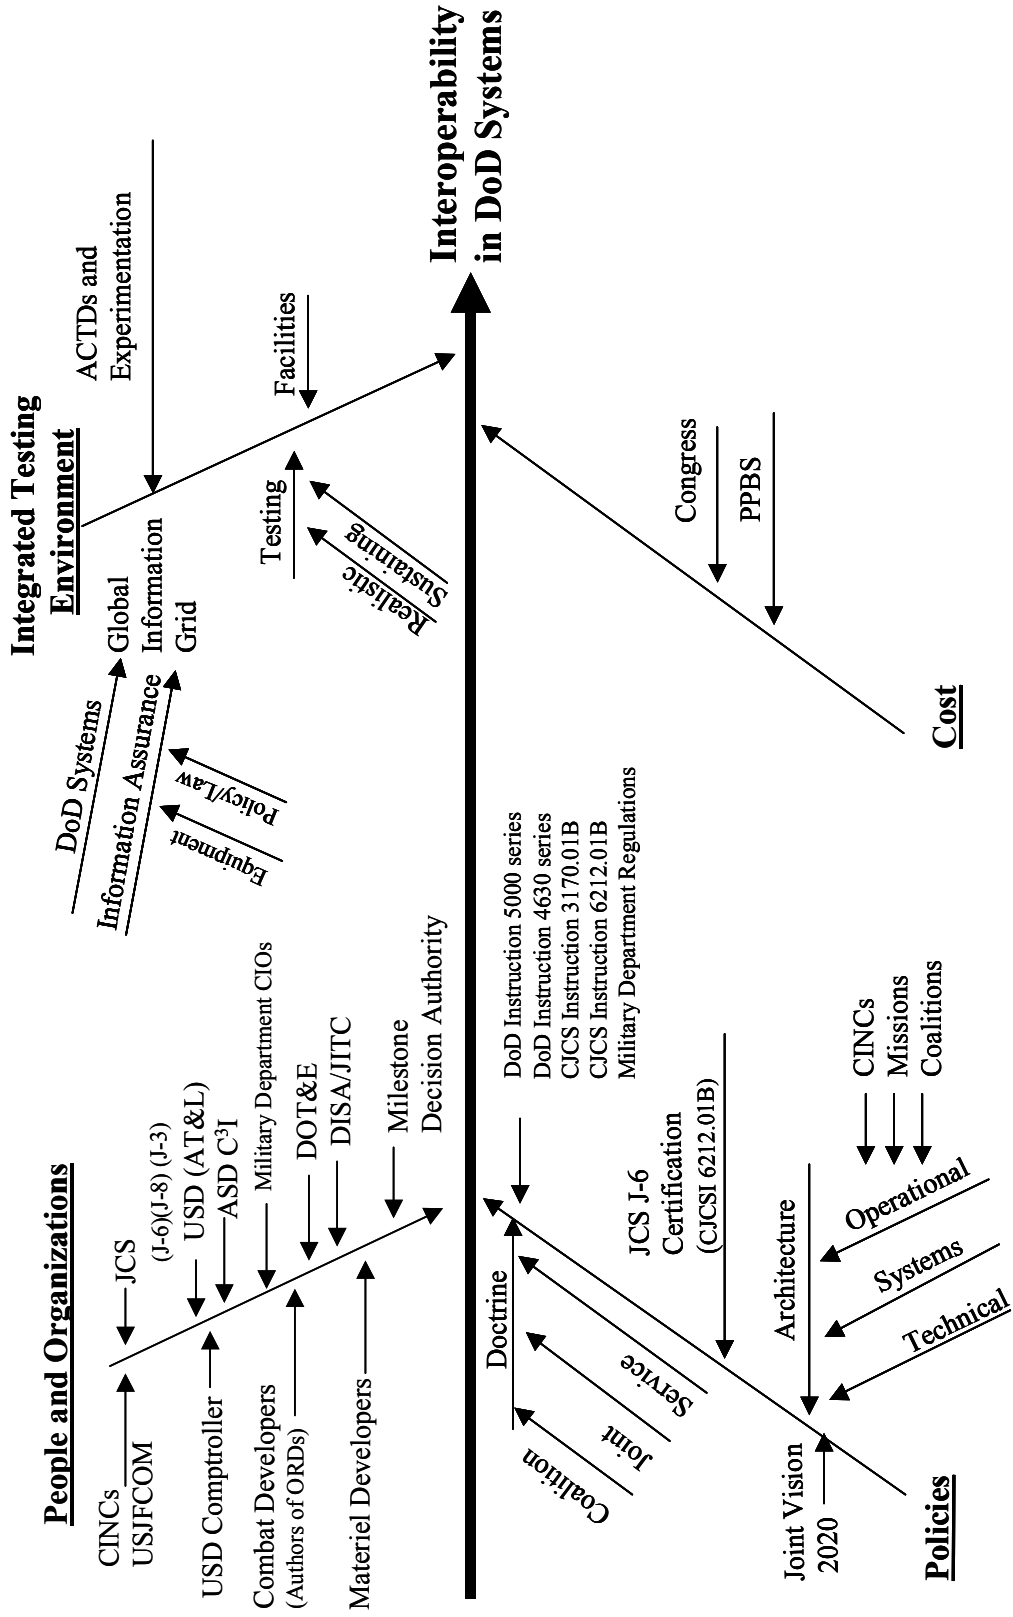 People and Organizations
CINCs
USJFCOM
JCS
(J-6)(J-8) (J-3)
USD (AT&L)
ASD C³I
USD Comptroller
Military Department CIOs
Combat Developers
(Authors of ORDs)
DOT&E
DISA/JITC
Materiel Developers
Milestone
Decision Authority
Integrated Testing
Environment
DoD Systems
Information Assurance
Equipment
Policy/Law
Global
Information
Grid
ACTDs and
Experimentation
Testing
Realistic
Sustaining
Facilities
Interoperability
in DoD Systems
Doctrine
Coalition
Joint
Service
DoD Instruction 5000 series
DoD Instruction 4630 series
CJCS Instruction 3170.01B
CJCS Instruction 6212.01B
Military Department Regulations
JCS J-6
Certification
(CJCSI 6212.01B)
Architecture
Technical
Systems
Operational
CINCs
Missions
Coalitions
Joint Vision
2020
Policies
Congress
PPBS
Cost